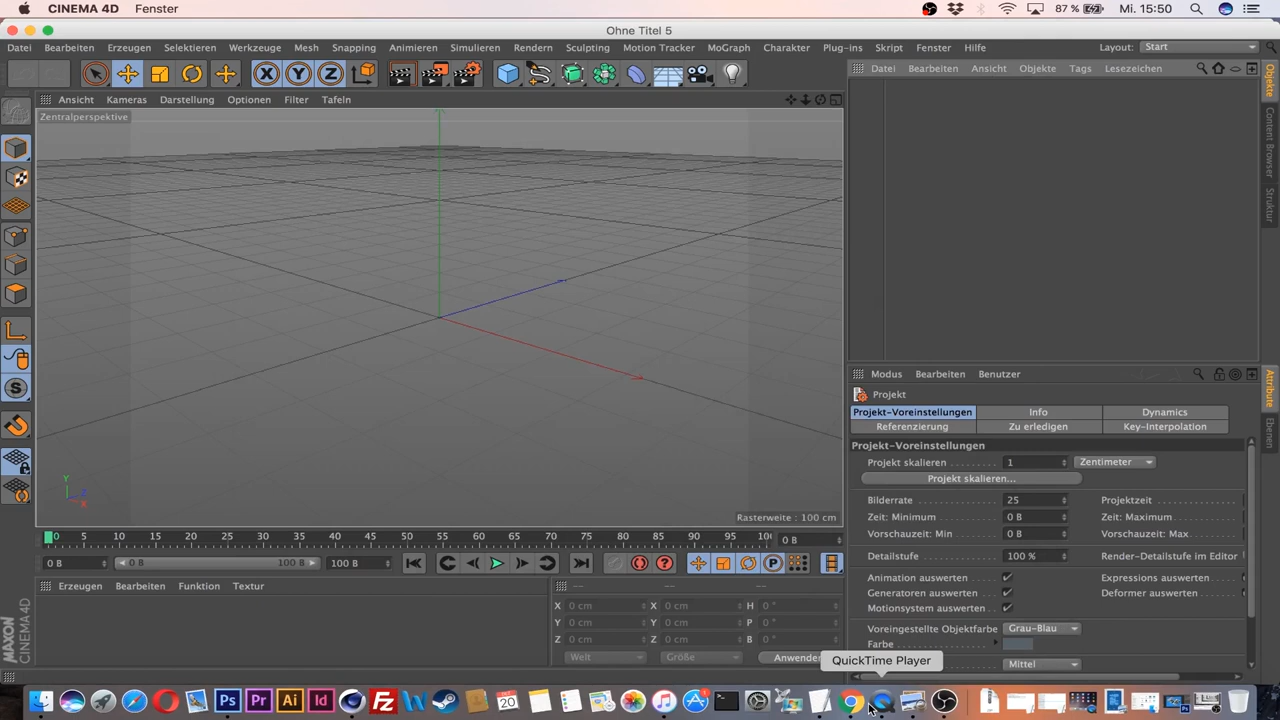 CINEMA 4D Fenster 87 % Mi. 15:50
Ohne Titel 5
Datei Bearbeiten Erzeugen Selektieren Werkzeuge Mesh Snapping Animieren Simulieren Rendern Sculpting Motion Tracker MoGraph Charakter Plug-ins Skript Fenster Hilfe Layout: Start
X Y Z
Ansicht Kameras Darstellung Optionen Filter Tafeln
Datei Bearbeiten Ansicht Objekte Tags Lesezeichen
Objekte
Content Browser
Struktur
Zentralperspektive
Y
Z
X
Rasterweite : 100 cm
Modus Bearbeiten Benutzer
Attribute
Ebenen
Projekt
Projekt-Voreinstellungen Info Dynamics
Referenzierung Zu erledigen Key-Interpolation
Projekt-Voreinstellungen
Projekt skalieren 1 Zentimeter
Projekt skalieren...
Bilderrate 25 Projektzeit
Zeit: Minimum 0 B Zeit: Maximum
Vorschauzeit: Min 0 B Vorschauzeit: Max
Detailstufe 100 % Render-Detailstufe im Editor
Animation auswerten Expressions auswerten
Generatoren auswerten Deformer auswerten
Motionsystem auswerten
Voreingestellte Objektfarbe Grau-Blau
Farbe
Mittel
0 5 10 15 20 25 30 35 40 45 50 55 60 65 70 75 80 85 90 95 100 0 B
0 B 0 B 100 B 100 B
Erzeugen Bearbeiten Funktion Textur
-- -- --
X 0 cm X 0 cm H 0 °
Y 0 cm Y 0 cm P 0 °
Z 0 cm Z 0 cm B 0 °
Welt Größe Anwenden
MAXON
CINEMA 4D
QuickTime Player
Ps Pr Ai Id FZ 20